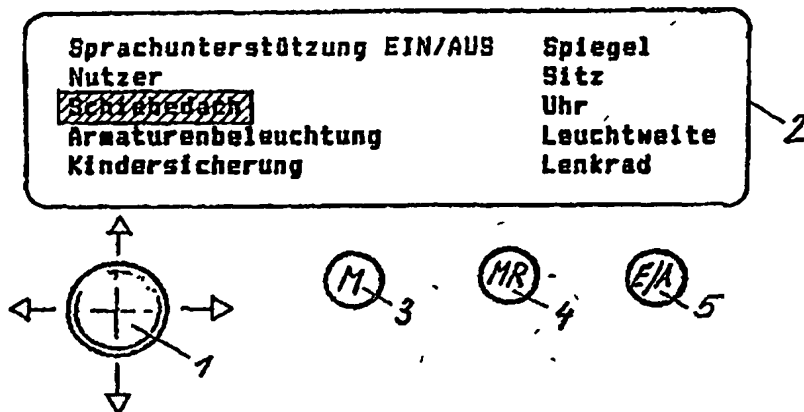 Sprachunterstützung EIN/AUS Spiegel
Nutzer Sitz
Schiebedach Uhr
Armaturenbeleuchtung Leuchtweite
Kindersicherung Lenkrad
2
M MR E/A
3 4 5
1